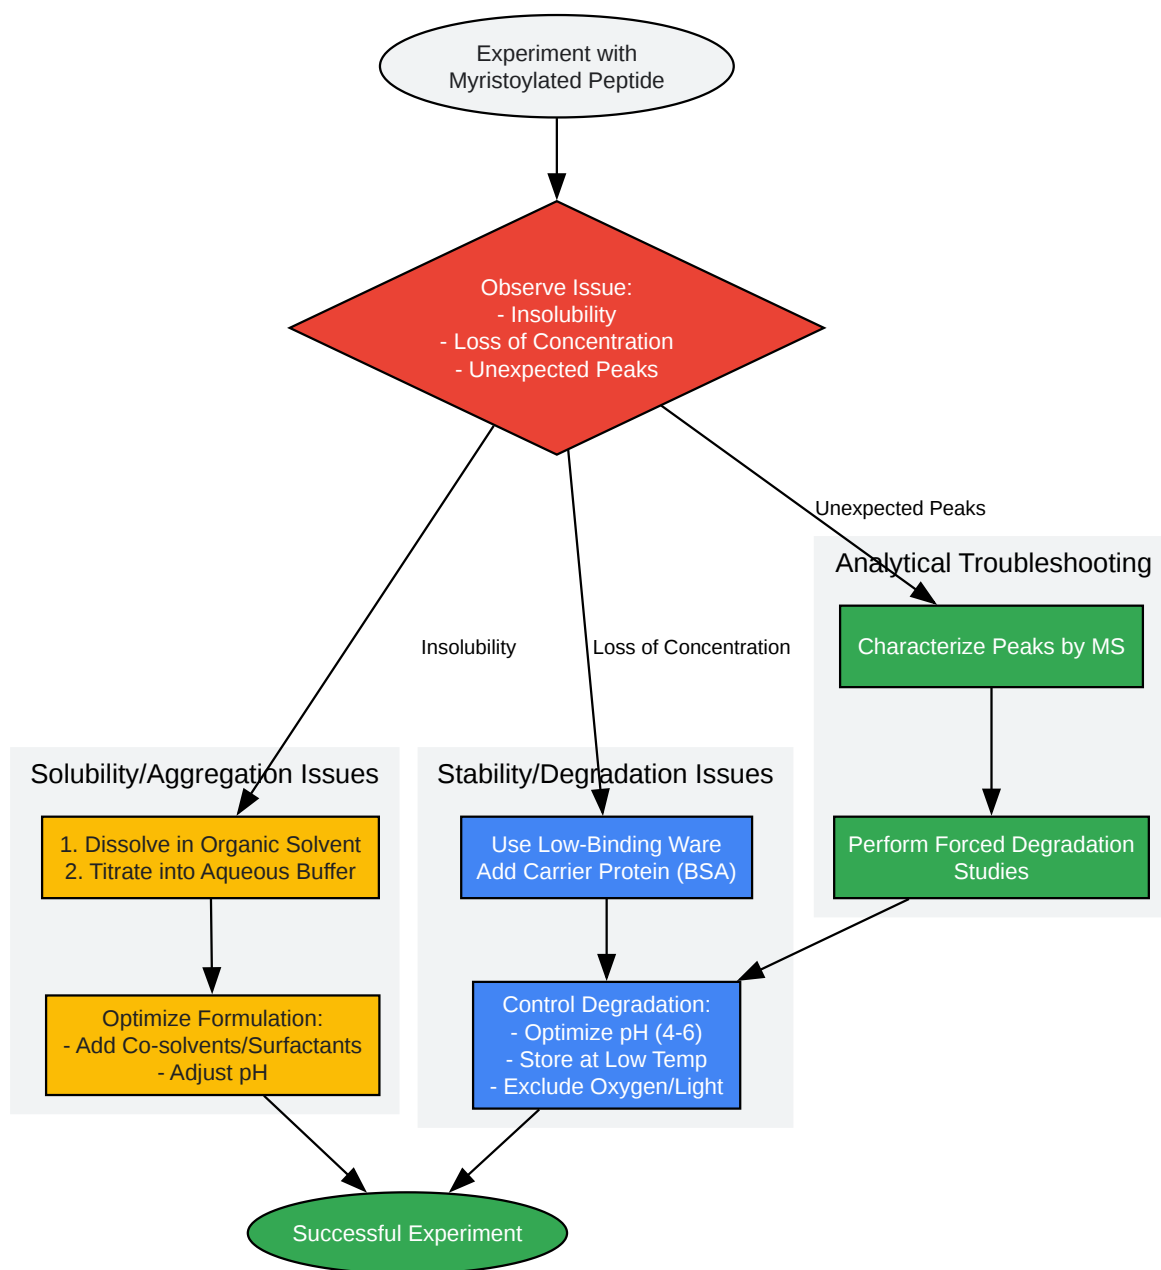 Experiment with
Myristoylated Peptide
Observe Issue:
- Insolubility
- Loss of Concentration
- Unexpected Peaks
Unexpected Peaks
Analytical Troubleshooting
Insolubility
Loss of Concentration
Characterize Peaks by MS
Solubility/Aggregation Issues
Stability/Degradation Issues
1. Dissolve in Organic Solvent
2. Titrate into Aqueous Buffer
Use Low-Binding Ware
Add Carrier Protein (BSA)
Perform Forced Degradation
Studies
Optimize Formulation:
- Add Co-solvents/Surfactants
- Adjust pH
Control Degradation:
- Optimize pH (4-6)
- Store at Low Temp
- Exclude Oxygen/Light
Successful Experiment